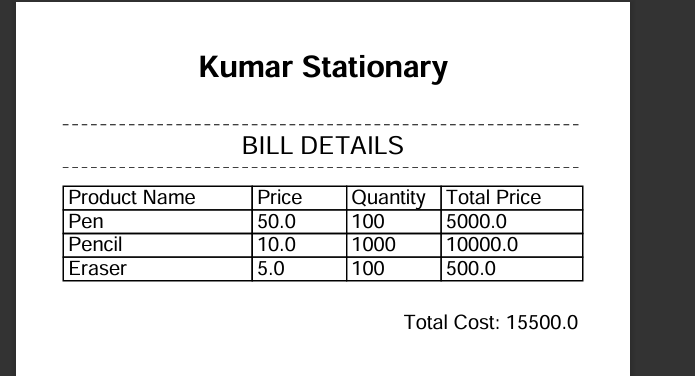 Kumar Stationary
BILL DETAILS
Product Name Price Quantity Total Price
Pen 50.0 100 5000.0
Pencil 10.0 1000 10000.0
Eraser 5.0 100 500.0
Total Cost: 15500.0